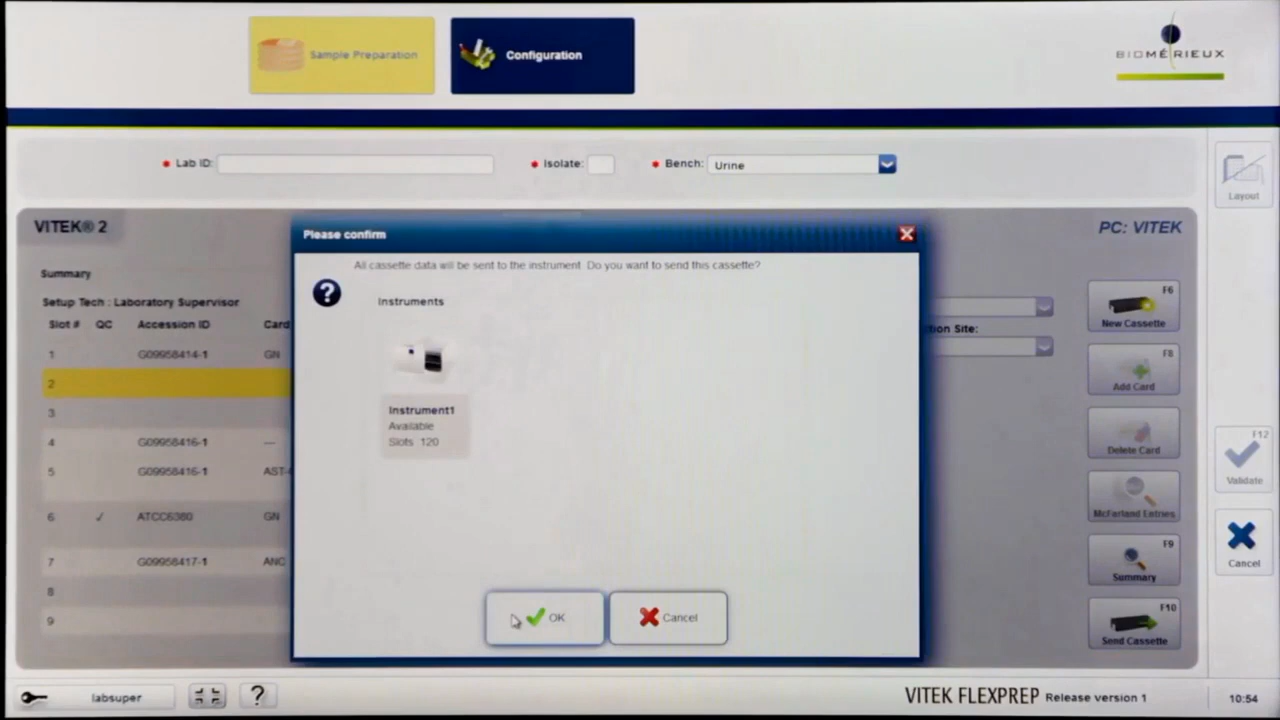 Sample Preparation
Configuration
BIOMÉRIEUX
Lab ID:
Isolate:
Bench: Urine
Layout
VITEK® 2
PC: VITEK
Please confirm
All cassette data will be sent to the instrument. Do you want to send this cassette?
Summary
Instruments
Setup Tech : Laboratory Supervisor
Slot # QC Accession ID Card
tion Site:
1 G09958414-1 GN
2
3
4 G09958416-1 —
5 G09958416-1 AST-
6 ✓ ATCC6380 GN
7 G09958417-1 ANC
8
9
Instrument1
Available
Slots 120
OK
Cancel
F6
New Cassette
F8
Add Card
Delete Card
McFarland Entries
F9
Summary
F10
Send Cassette
F12
Validate
Cancel
labsuper
?
VITEK FLEXPREP Release version 1
10:54